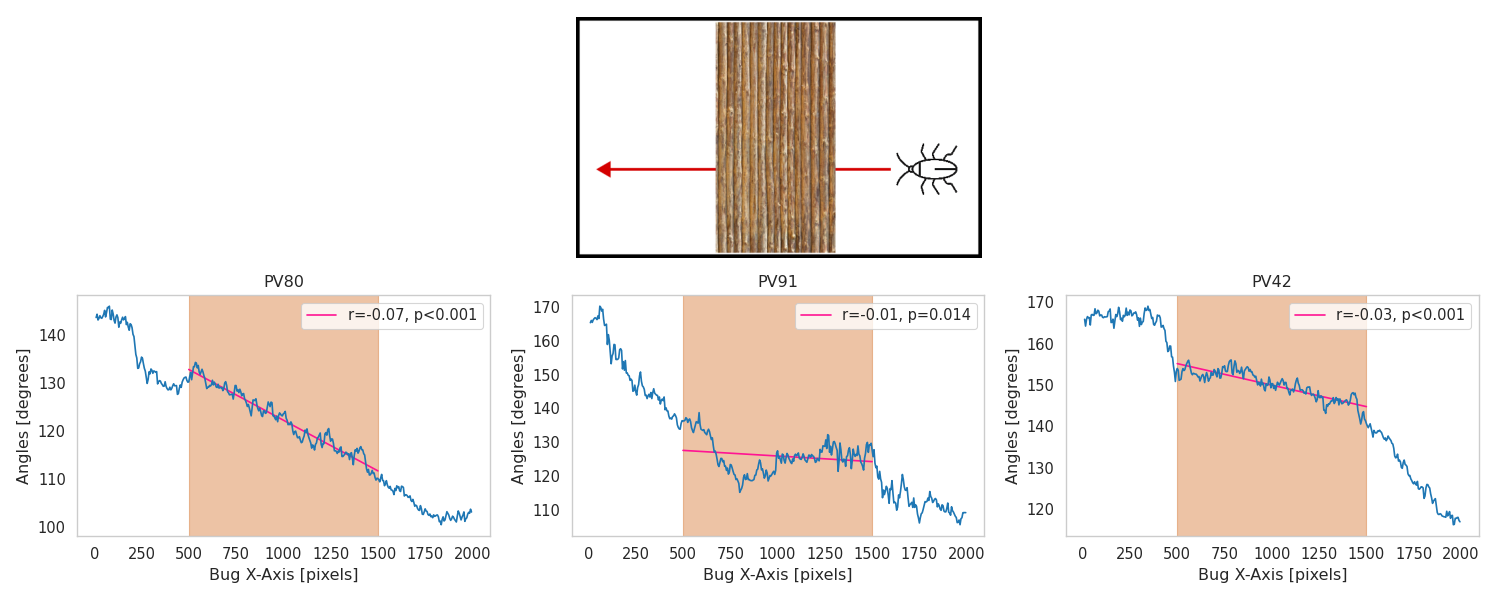 PV80
r=-0.07, p<0.001
140
130
120
110
100
Angles [degrees]
0 250 500 750 1000 1250 1500 1750 2000
Bug X-Axis [pixels]
PV91
r=-0.01, p=0.014
170
160
150
140
130
120
110
Angles [degrees]
0 250 500 750 1000 1250 1500 1750 2000
Bug X-Axis [pixels]
PV42
r=-0.03, p<0.001
170
160
150
140
130
120
Angles [degrees]
0 250 500 750 1000 1250 1500 1750 2000
Bug X-Axis [pixels]